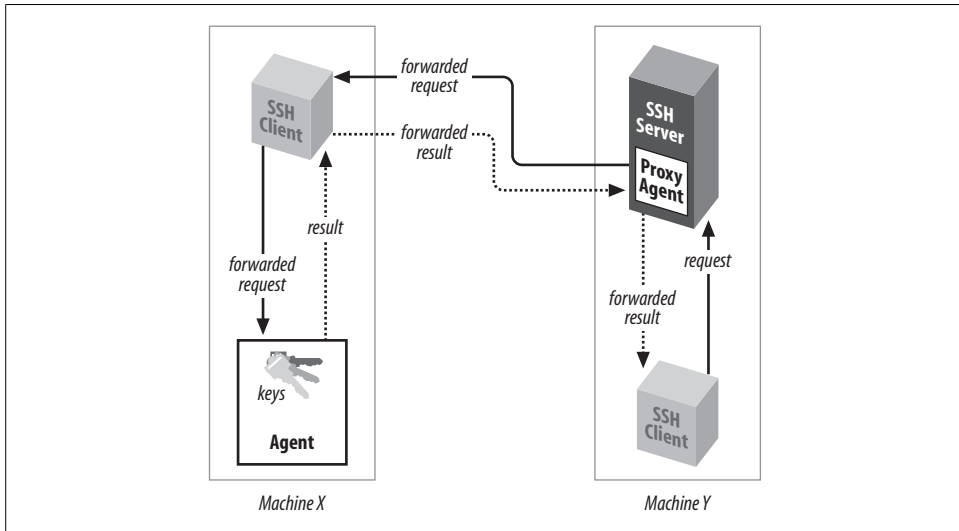 forwarded
request
SSH
Client
forwarded
result
SSH
Server
Proxy
Agent
result
forwarded
request
request
forwarded
result
keys
Agent
SSH
Client
Machine X
Machine Y